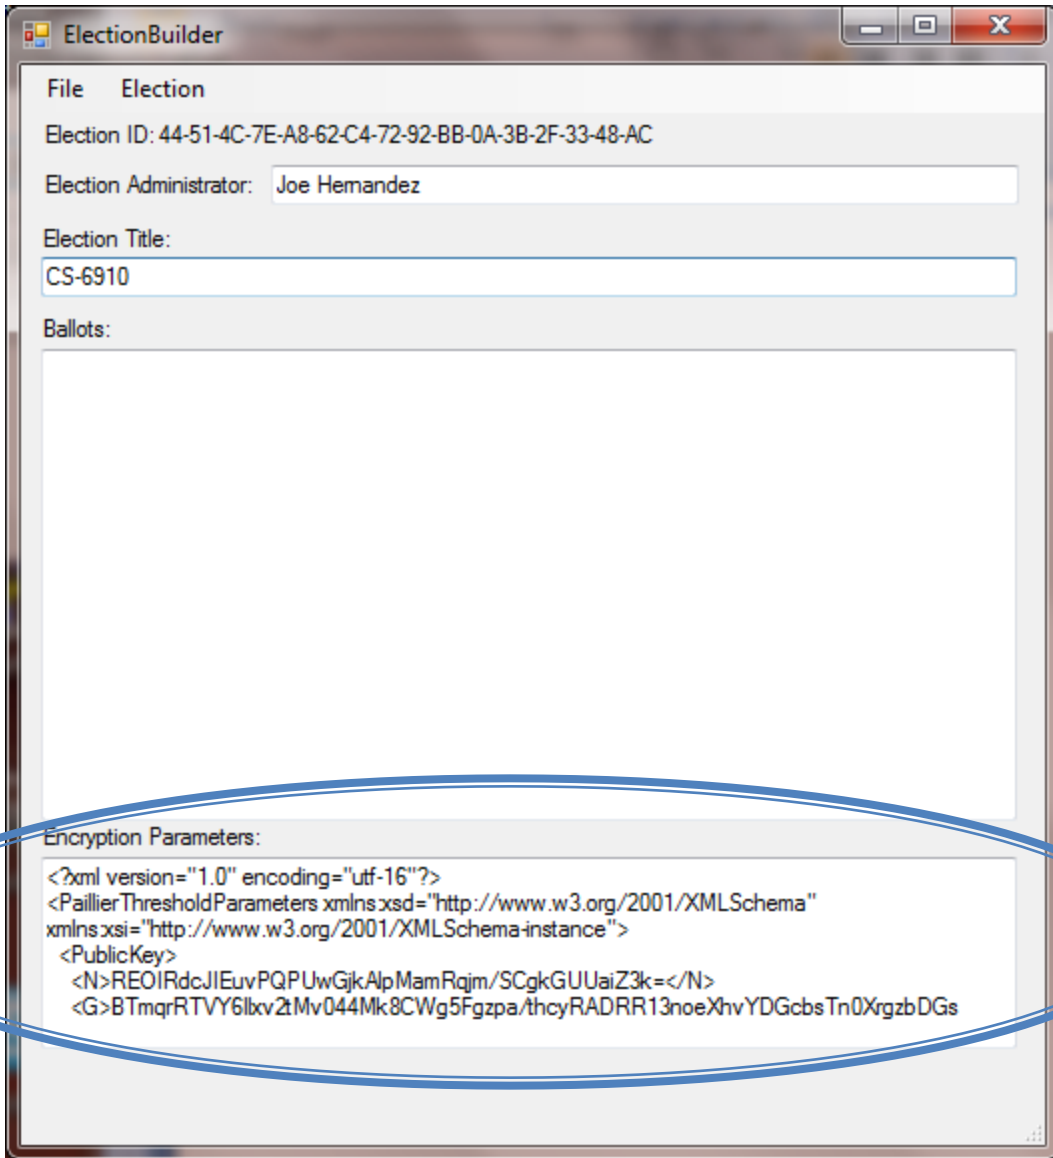 ElectionBuilder
File Election
Election ID: 44-51-4C-7E-A8-62-C4-72-92-BB-0A-3B-2F-33-48-AC
Election Administrator: Joe Hernandez
Election Title:
CS-6910
Ballots:
Encryption Parameters:
<?xml version="1.0" encoding="utf-16"?>
<PaillierThresholdParameters xmlns:xsd="http://www.w3.org/2001/XMLSchema"
xmlns:xsi="http://www.w3.org/2001/XMLSchema-instance">
<PublicKey>
<N>REOIRdcJIEuvPQPUwGjkAlpMamRqjm/SCgkGUUaiZ3k=</N>
<G>BTmqrRTVY6Ilxv2tMv044Mk8CWg5Fgzpa/thcyRADRR13noeXhvYDGcbsTn0XrgzbDGs